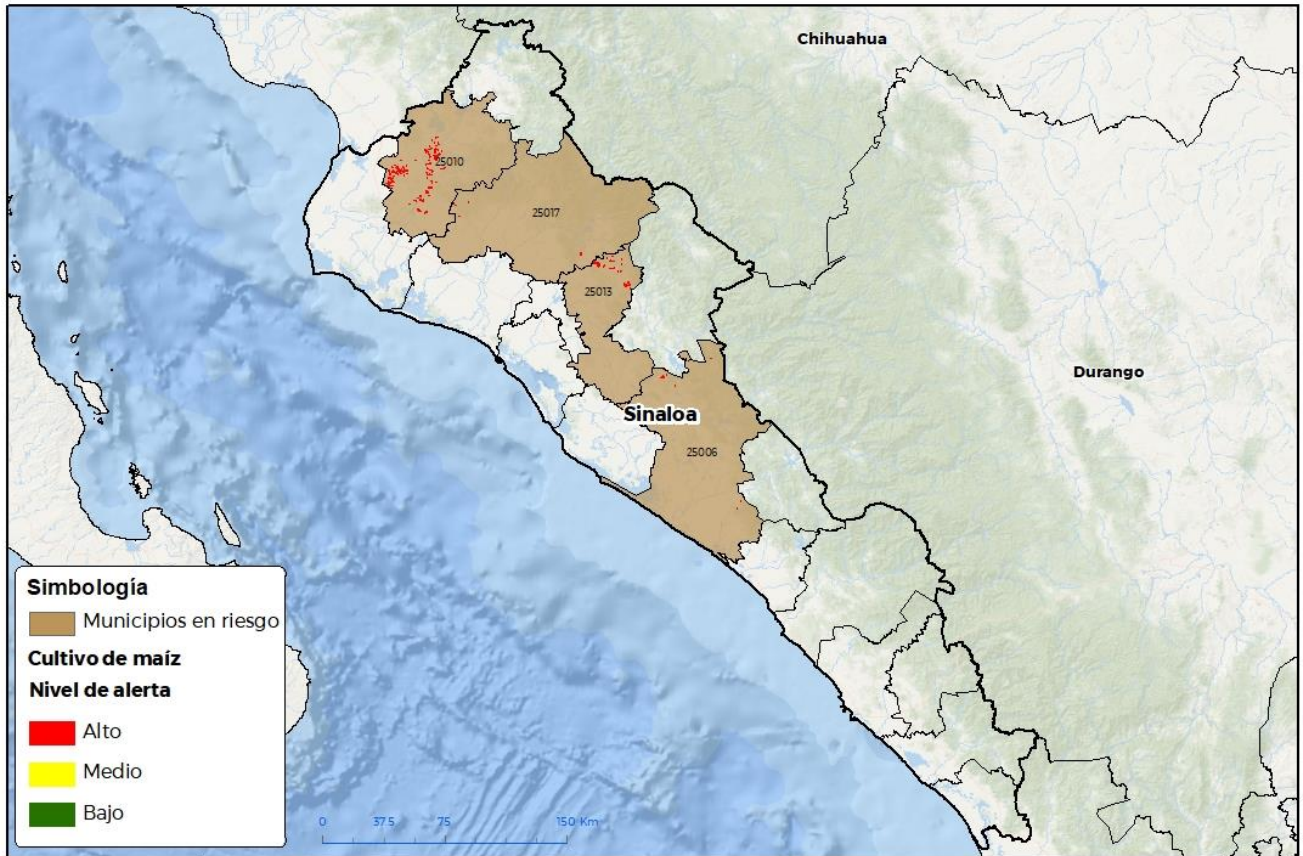 Chihuahua
25010
25017
25013
Durango
Sinaloa
25006
Simbología
Municipios en riesgo
Cultivo de maíz
Nivel de alerta
Alto
Medio
Bajo
0 37.5 75 150 Km